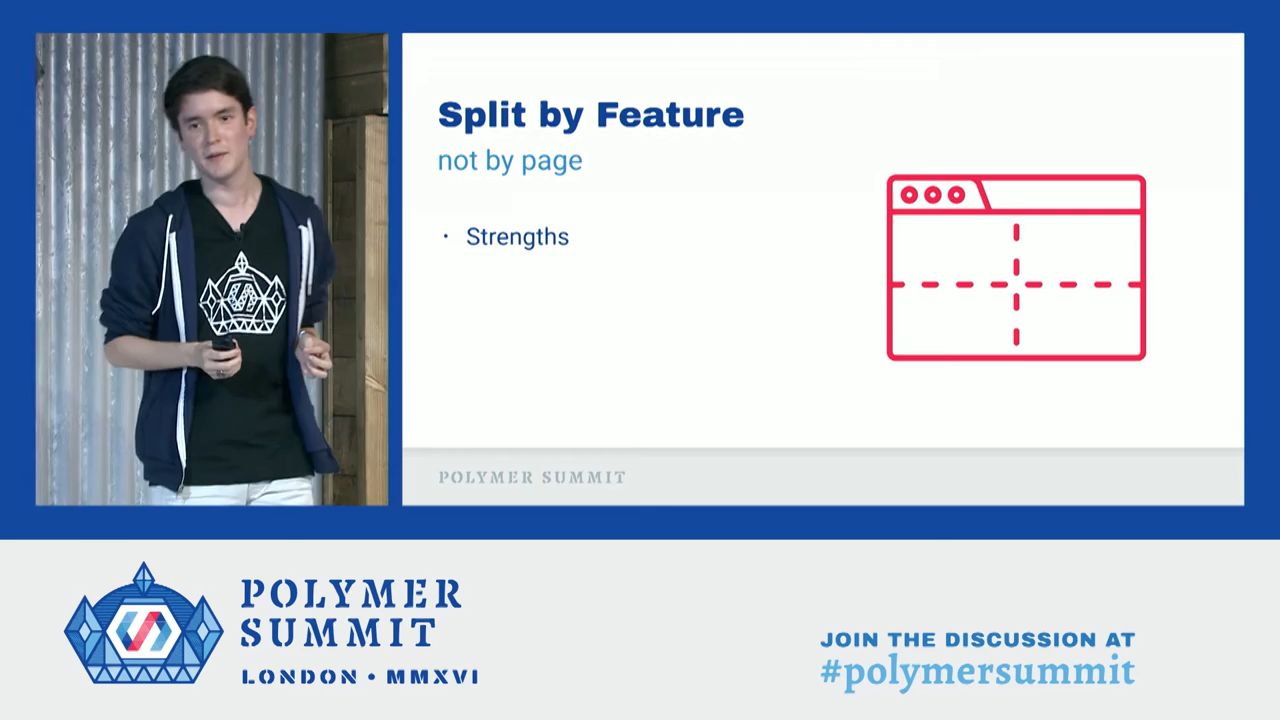 Split by Feature
not by page
· Strengths
POLYMER SUMMIT
POLYMER
SUMMIT
LONDON • MMXVI
JOIN THE DISCUSSION AT
#polymersummit